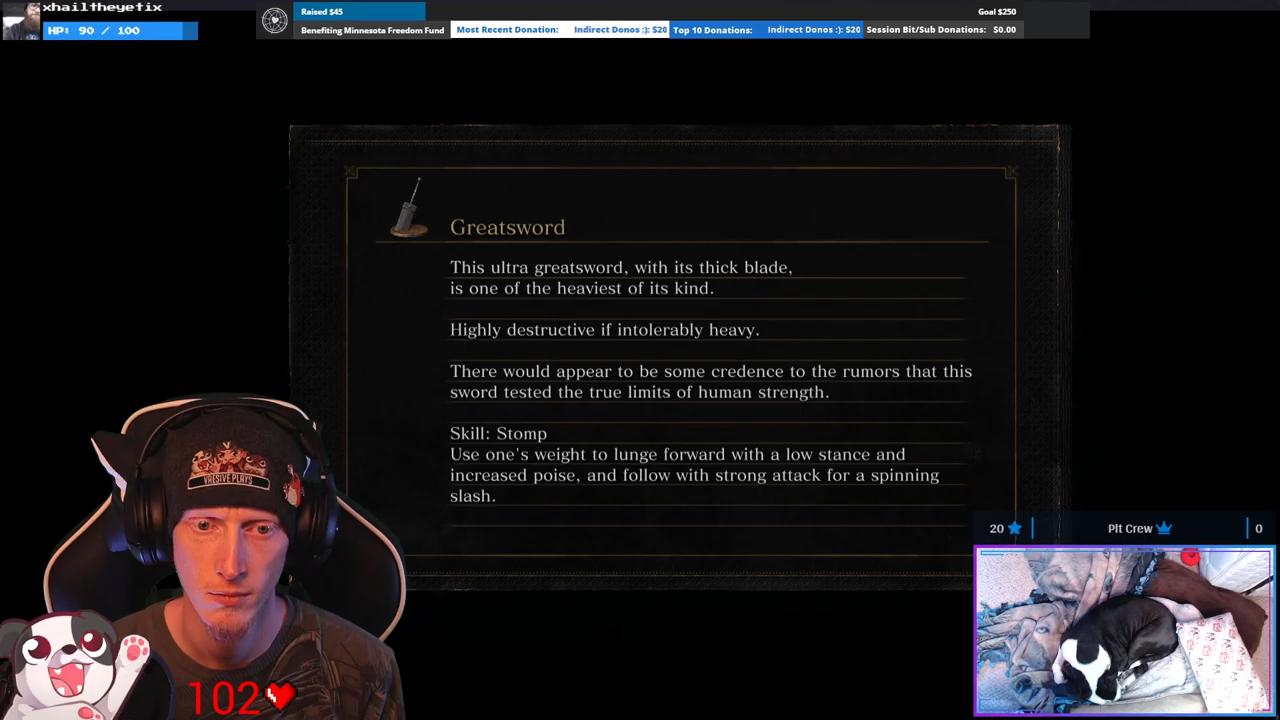 xhailtheyetix
HP: 90 / 100
Raised $45
Goal $250
Benefiting Minnesota Freedom Fund
Most Recent Donation: Indirect Donos :): $20
Top 10 Donations: Indirect Donos :): $20
Session Bit/Sub Donations: $0.00
Greatsword
This ultra greatsword, with its thick blade,
is one of the heaviest of its kind.
Highly destructive if intolerably heavy.
There would appear to be some credence to the rumors that this
sword tested the true limits of human strength.
Skill: Stomp
Use one's weight to lunge forward with a low stance and
increased poise, and follow with strong attack for a spinning
slash.
VRESIVE PLAYS
20
Pit Crew
0
102